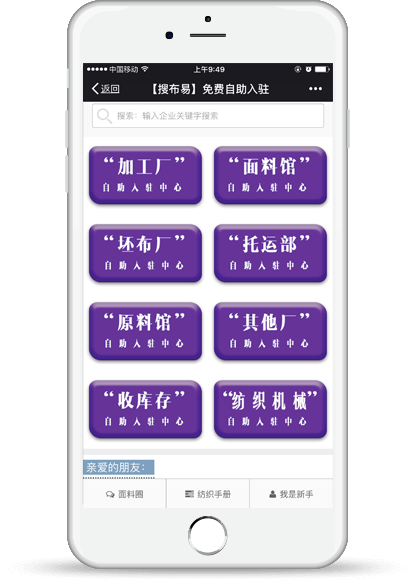 中国移动 上午9:49
返回 【搜布易】免费自助入驻
搜索：输入企业关键字搜索
“加工厂” “面料馆”
自助入驻中心 自助入驻中心
“坯布厂” “托运部”
自助入驻中心 自助入驻中心
“原料馆” “其他厂”
自助入驻中心 自助入驻中心
“收库存” “纺织机械”
自助入驻中心 自助入驻中心
亲爱的朋友：
面料圈 纺织手册 我是新手